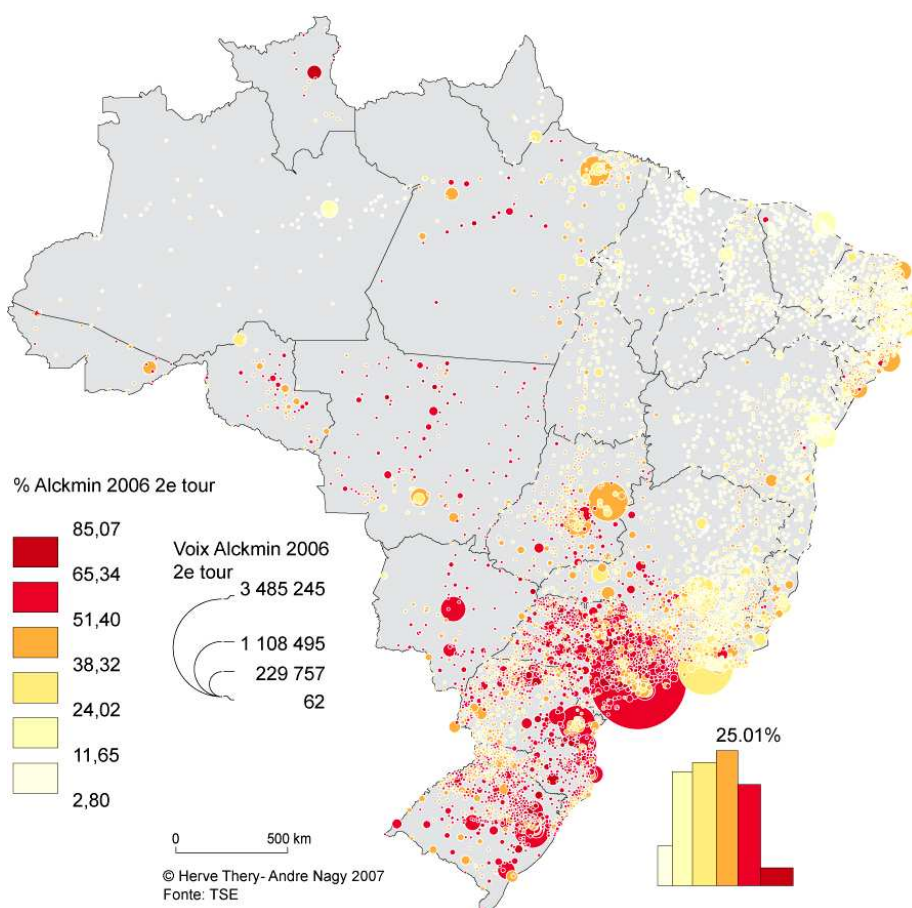 % Alckmin 2006 2e tour
85,07
65,34
51,40
38,32
24,02
11,65
2,80
Voix Alckmin 2006
2e tour
3 485 245
1 108 495
229 757
62
25.01%
0 500 km
© Herve Thery- Andre Nagy 2007
Fonte: TSE